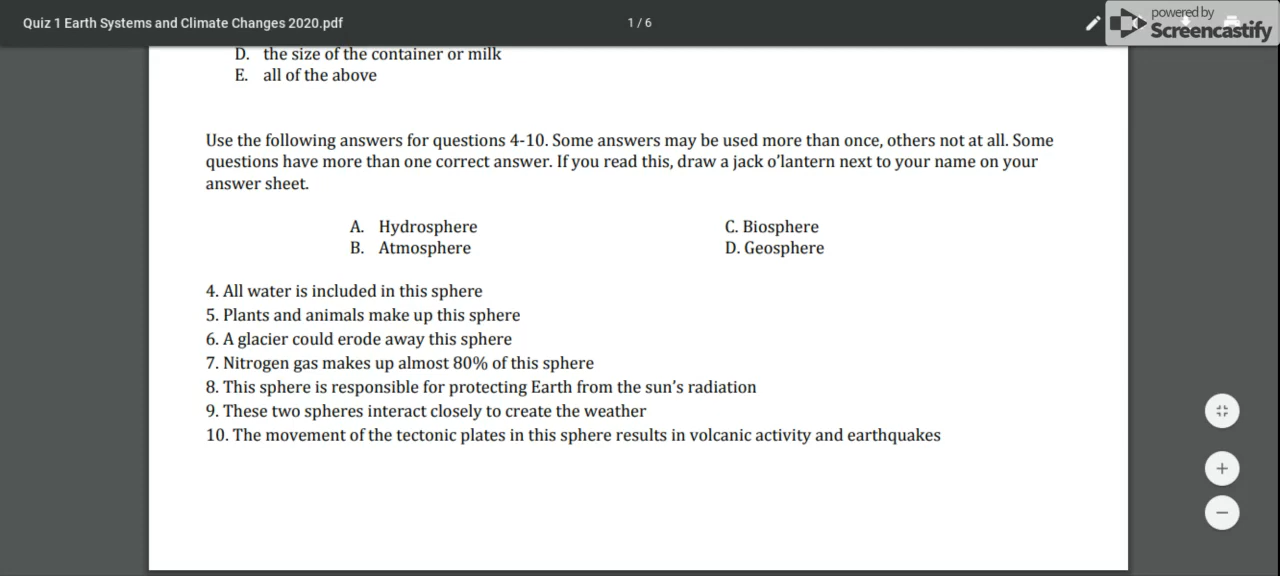 Quiz 1 Earth Systems and Climate Changes 2020.pdf
1 / 6
powered by
Screencastify
D. the size of the container or milk
E. all of the above
Use the following answers for questions 4-10. Some answers may be used more than once, others not at all. Some
questions have more than one correct answer. If you read this, draw a jack o'lantern next to your name on your
answer sheet.
A. Hydrosphere
B. Atmosphere
C. Biosphere
D. Geosphere
4. All water is included in this sphere
5. Plants and animals make up this sphere
6. A glacier could erode away this sphere
7. Nitrogen gas makes up almost 80% of this sphere
8. This sphere is responsible for protecting Earth from the sun's radiation
9. These two spheres interact closely to create the weather
10. The movement of the tectonic plates in this sphere results in volcanic activity and earthquakes